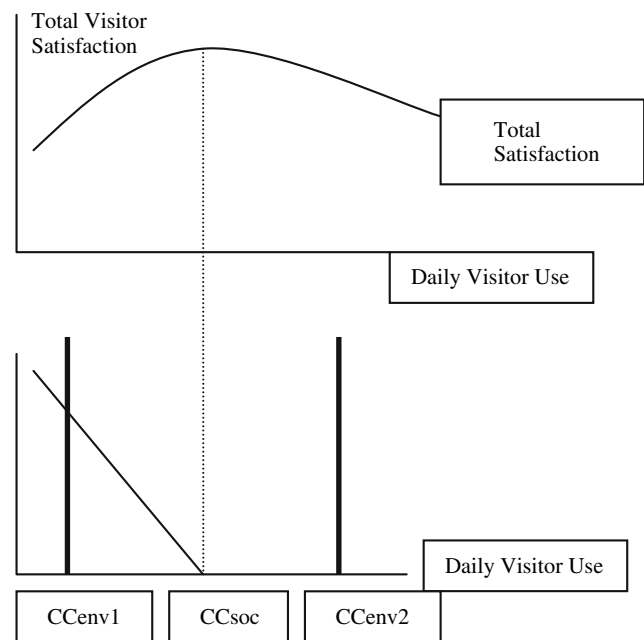 Total Visitor
Satisfaction
Total
Satisfaction
Daily Visitor Use
Daily Visitor Use
CCenv1
CCsoc
CCenv2